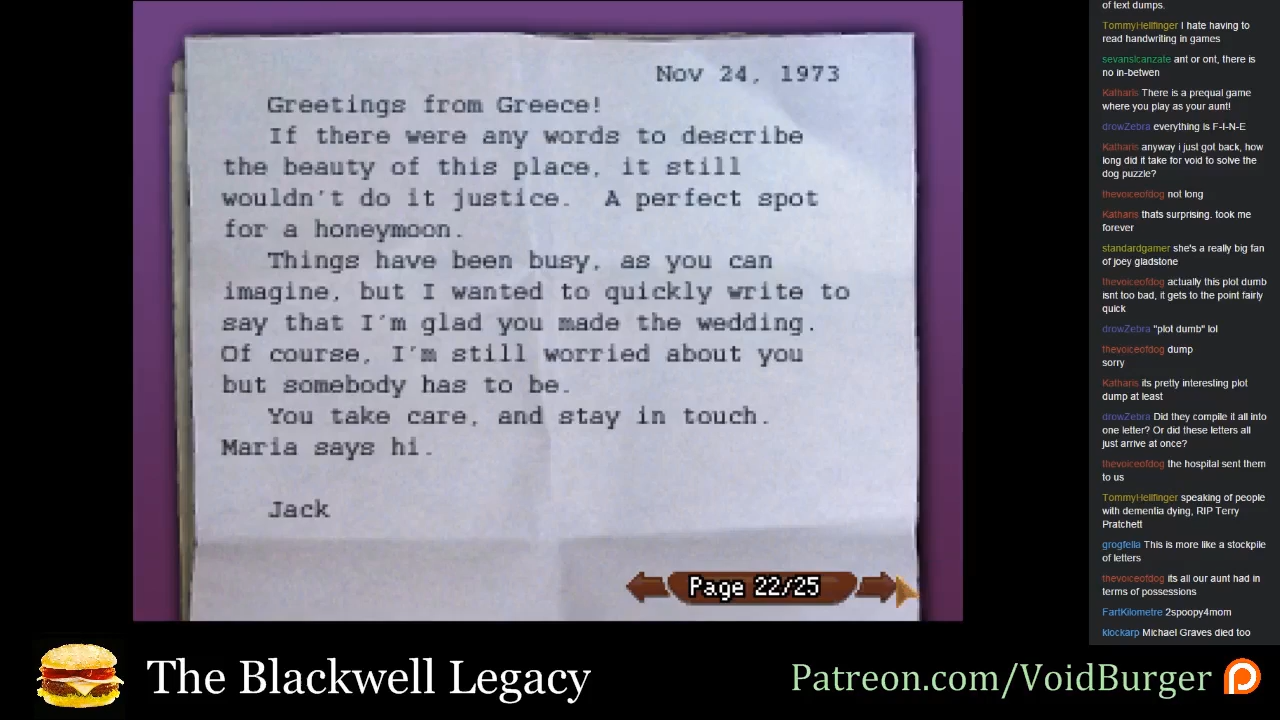 Nov 24, 1973
Greetings from Greece!
If there were any words to describe
the beauty of this place, it still
wouldn't do it justice.  A perfect spot
for a honeymoon.
Things have been busy, as you can
imagine, but I wanted to quickly write to
say that I'm glad you made the wedding.
Of course, I'm still worried about you
but somebody has to be.
You take care, and stay in touch.
Maria says hi.
Jack
Page 22/25
The Blackwell Legacy
Patreon.com/VoidBurger
of text dumps.
TommyHellfinger I hate having to
read handwriting in games
sevanslcanzate ant or ont, there is
no in-betwen
Katharis There is a prequal game
where you play as your aunt!
drowZebra everything is F-I-N-E
Katharis anyway i just got back, how
long did it take for void to solve the
dog puzzle?
thevoiceofdog not long
Katharis thats surprising. took me
forever
standardgamer she's a really big fan
of joey gladstone
thevoiceofdog actually this plot dumb
isnt too bad, it gets to the point fairly
quick
drowZebra "plot dumb" lol
thevoiceofdog dump
sorry
Katharis its pretty interesting plot
dump at least
drowZebra Did they compile it all into
one letter? Or did these letters all
just arrive at once?
thevoiceofdog the hospital sent them
to us
TommyHellfinger speaking of people
with dementia dying, RIP Terry
Pratchett
grogfella This is more like a stockpile
of letters
thevoiceofdog its all our aunt had in
terms of possessions
FartKilometre 2spoopy4mom
klockarp Michael Graves died too